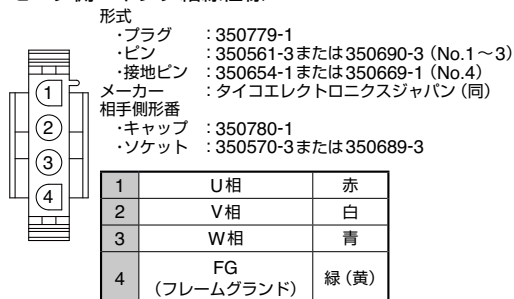 形式
・プラグ ：350779-1
・ピン ：350561-3または350690-3（No.1～3）
・接地ピン ：350654-1または350669-1（No.4）
メーカー ：タイコエレクトロニクスジャパン（同）
相手側形番
・キャップ ：350780-1
・ソケット ：350570-3または350689-3
1
2
3
4
1 U相 赤
2 V相 白
3 W相 青
4 FG（フレームグランド） 緑（黄）